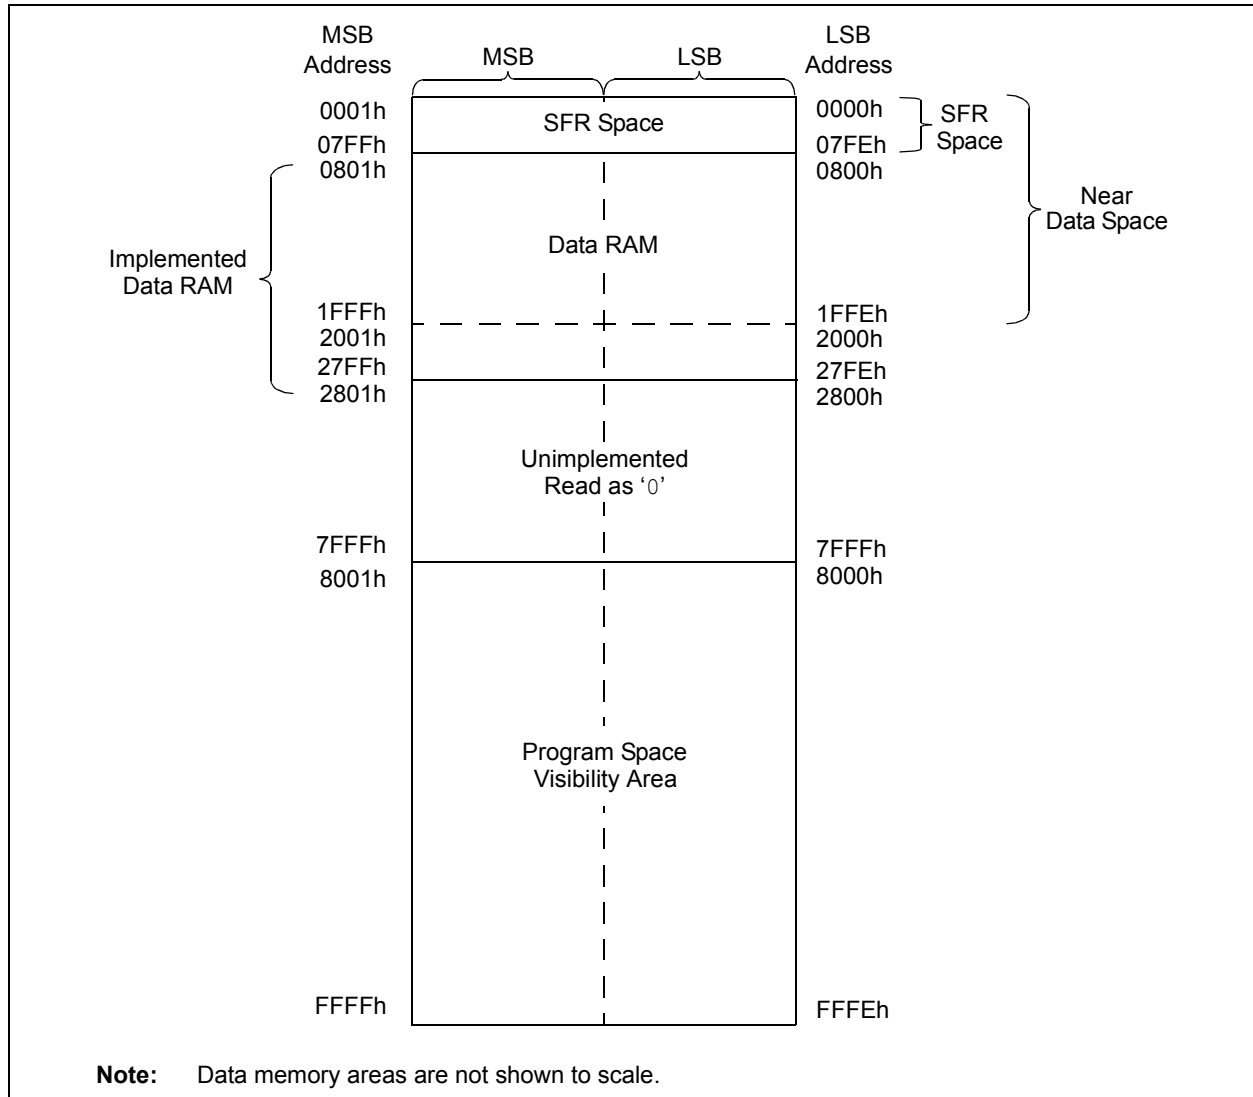 MSB
Address
MSB
LSB
LSB
Address
0001h
SFR Space
0000h
SFR
Space
07FFh
07FEh
0801h
0800h
Near
Data Space
Implemented
Data RAM
Data RAM
1FFFh
1FFEh
2001h
2000h
27FFh
27FEh
2801h
2800h
Unimplemented
Read as ‘0’
7FFFh
7FFFh
8001h
8000h
Program Space
Visibility Area
FFFFh
FFFEh
Note: Data memory areas are not shown to scale.